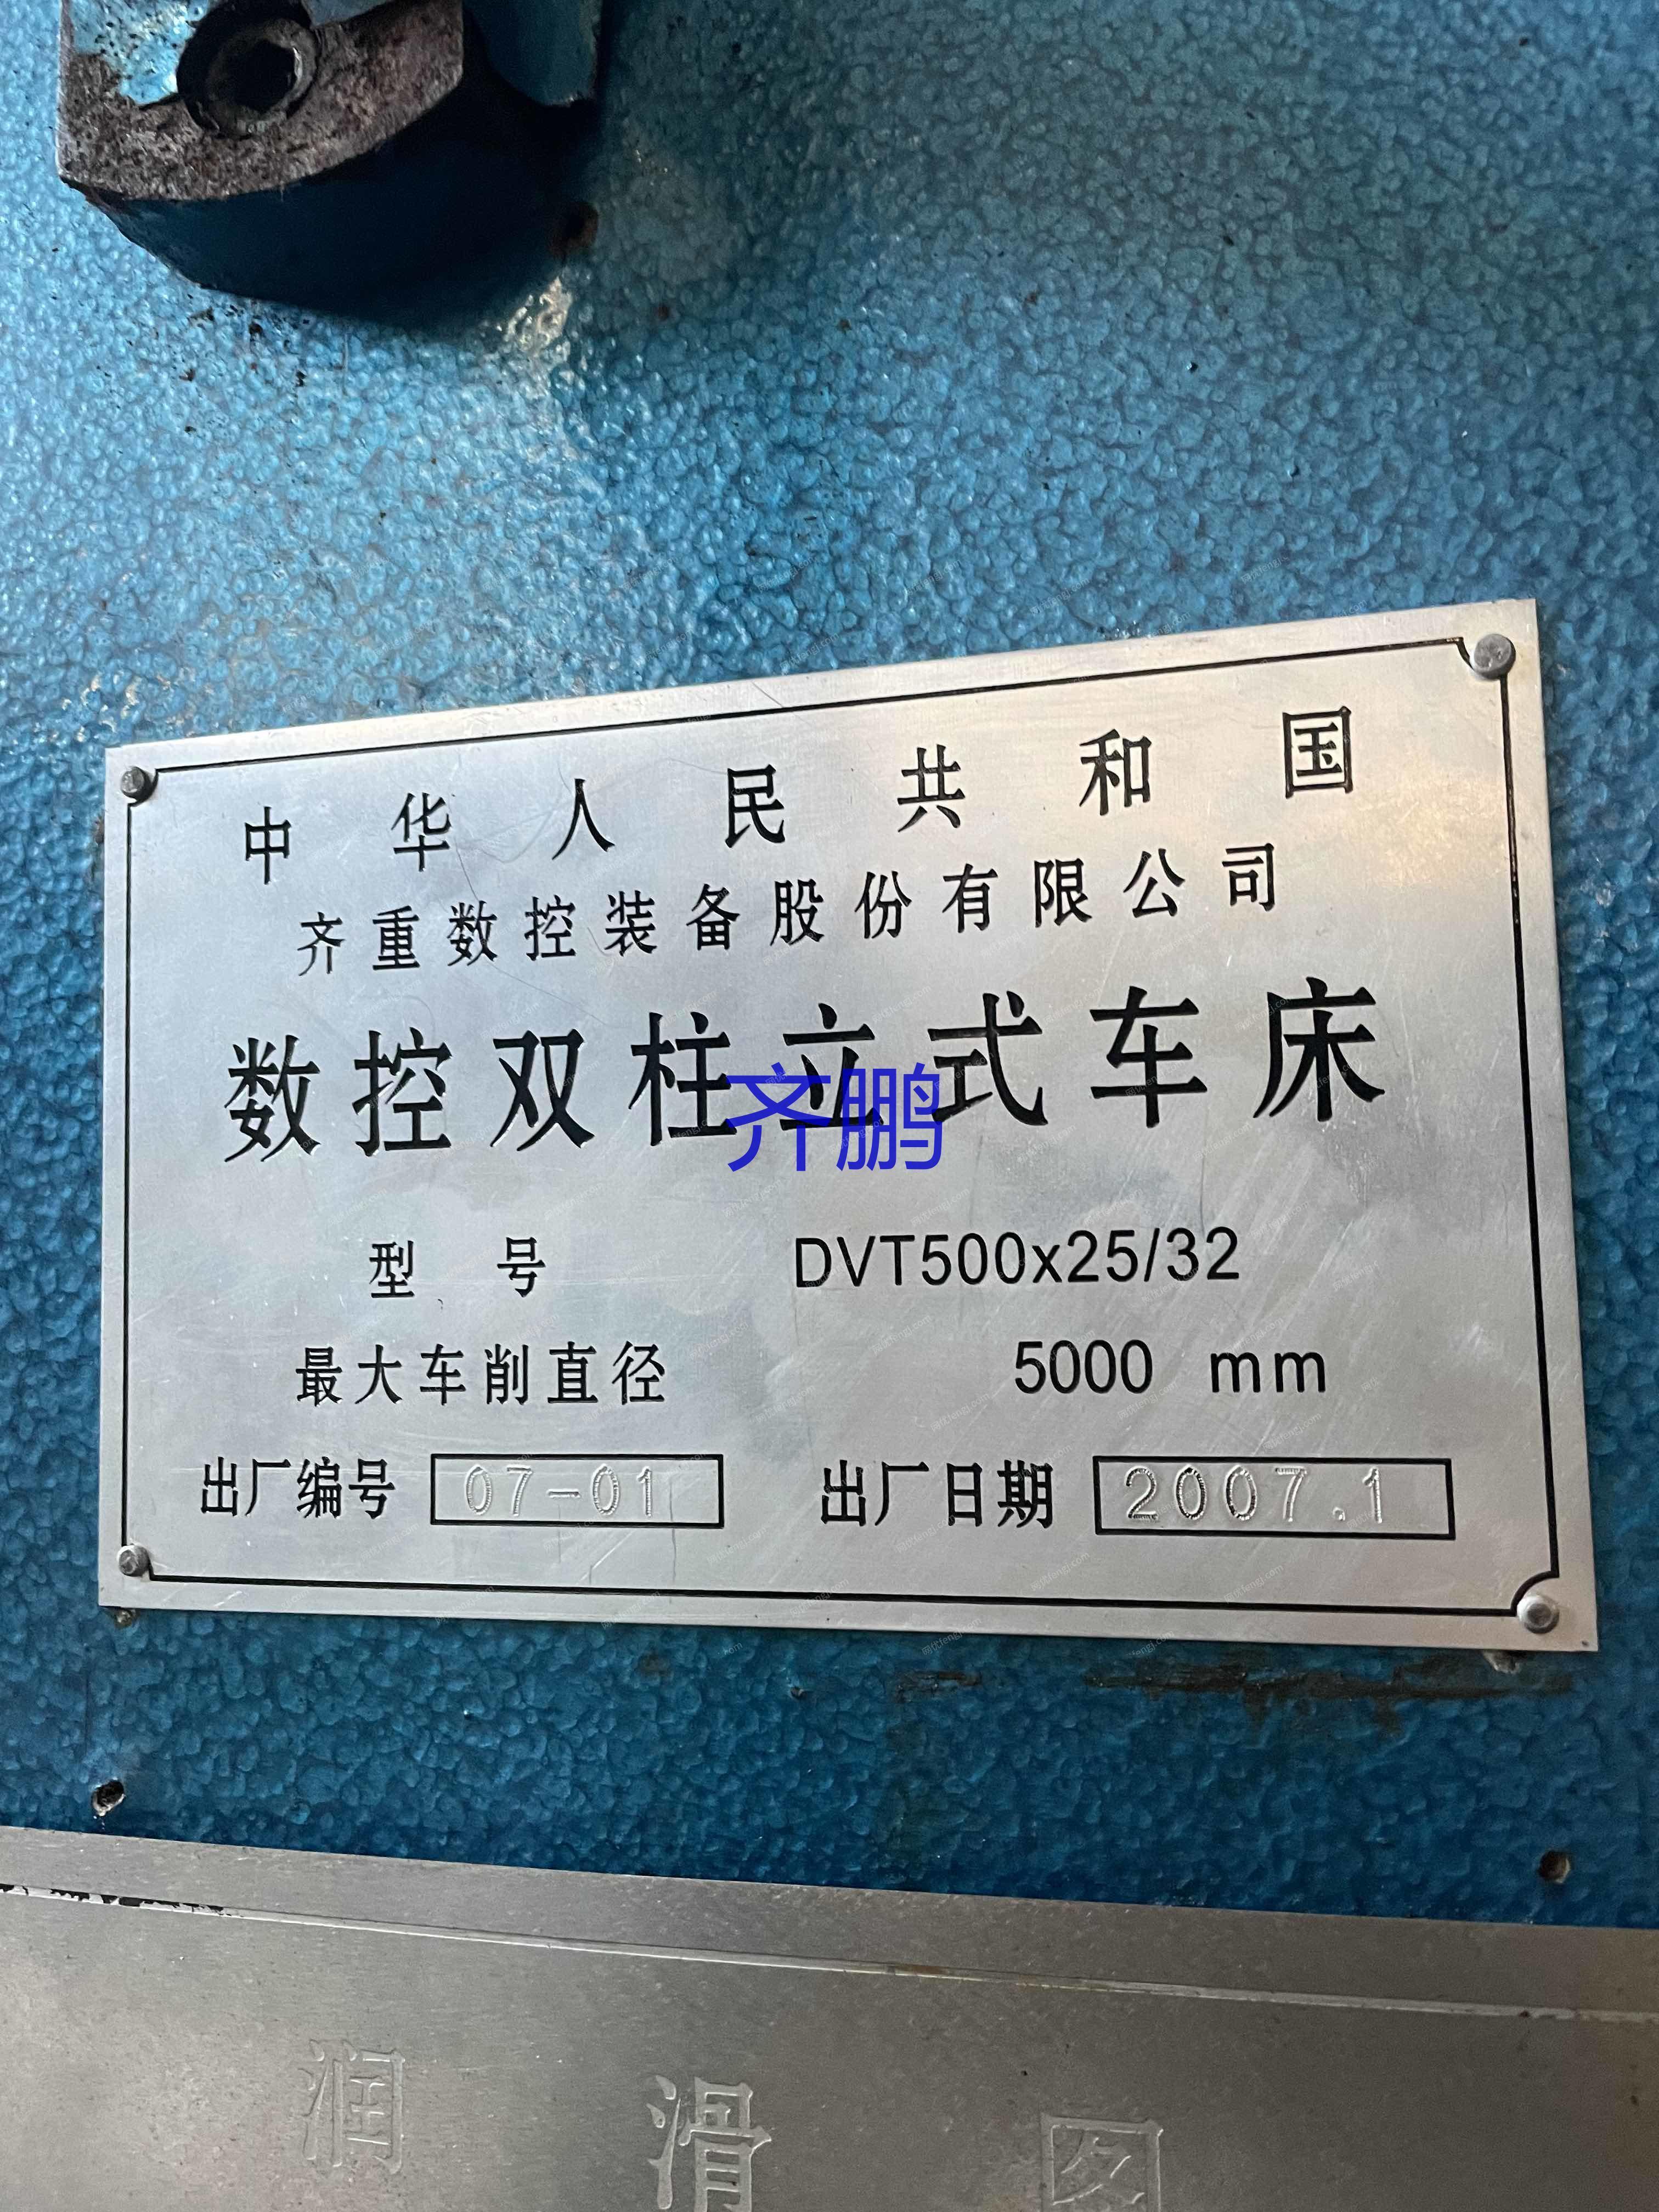 中华人民共和国
齐重数控装备股份有限公司
数控双柱立式车床
齐鹏
型号 DVT500x25/32
最大车削直径 5000 mm
出厂编号 07-01 出厂日期 2007.1
润滑图